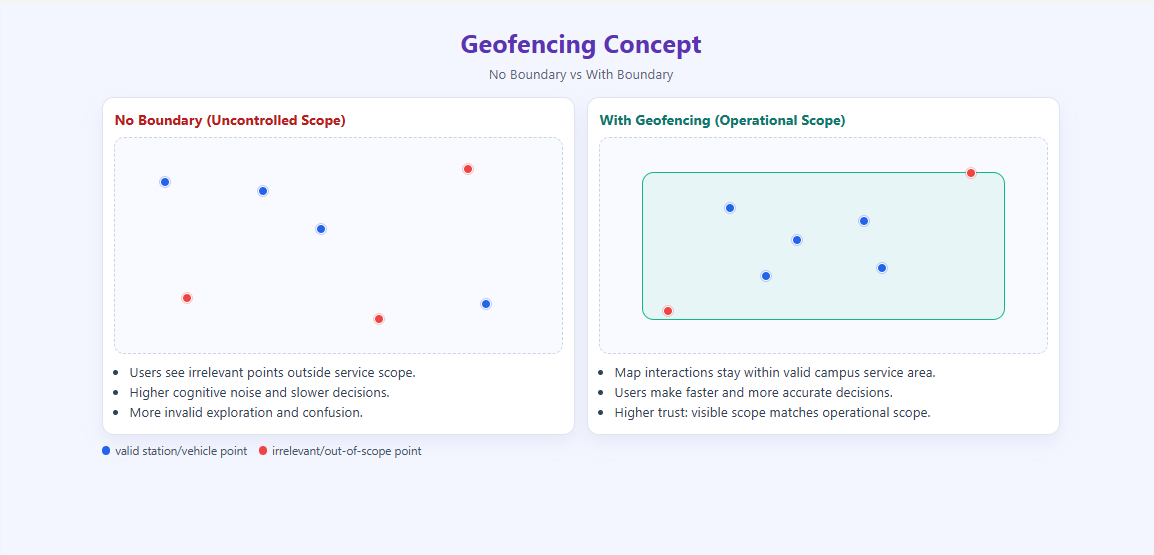 Geofencing Concept
No Boundary vs With Boundary
No Boundary (Uncontrolled Scope)
Users see irrelevant points outside service scope.
Higher cognitive noise and slower decisions.
More invalid exploration and confusion.
With Geofencing (Operational Scope)
Map interactions stay within valid campus service area.
Users make faster and more accurate decisions.
Higher trust: visible scope matches operational scope.
valid station/vehicle point irrelevant/out-of-scope point